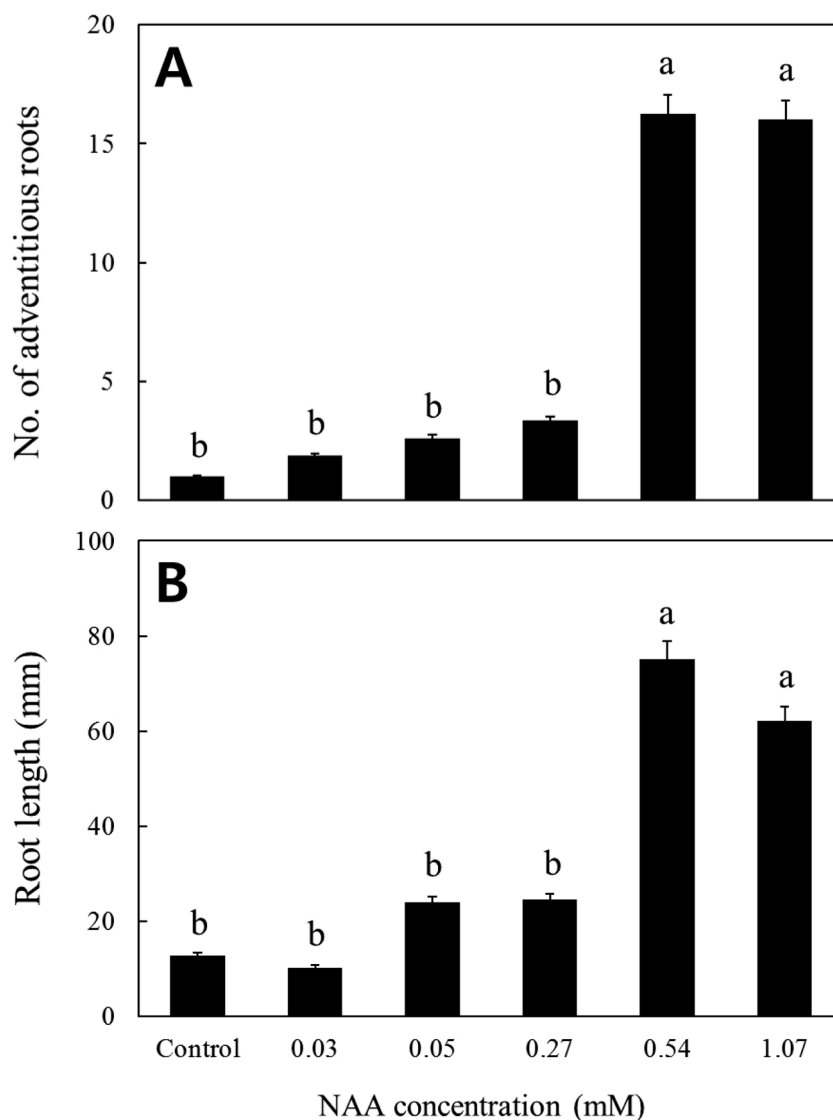 A
No. of adventitious roots
20
15
10
5
0
b
b
b
b
a
a
B
Root length (mm)
100
80
60
40
20
0
b
b
b
b
a
a
Control 0.03 0.05 0.27 0.54 1.07
NAA concentration (mM)